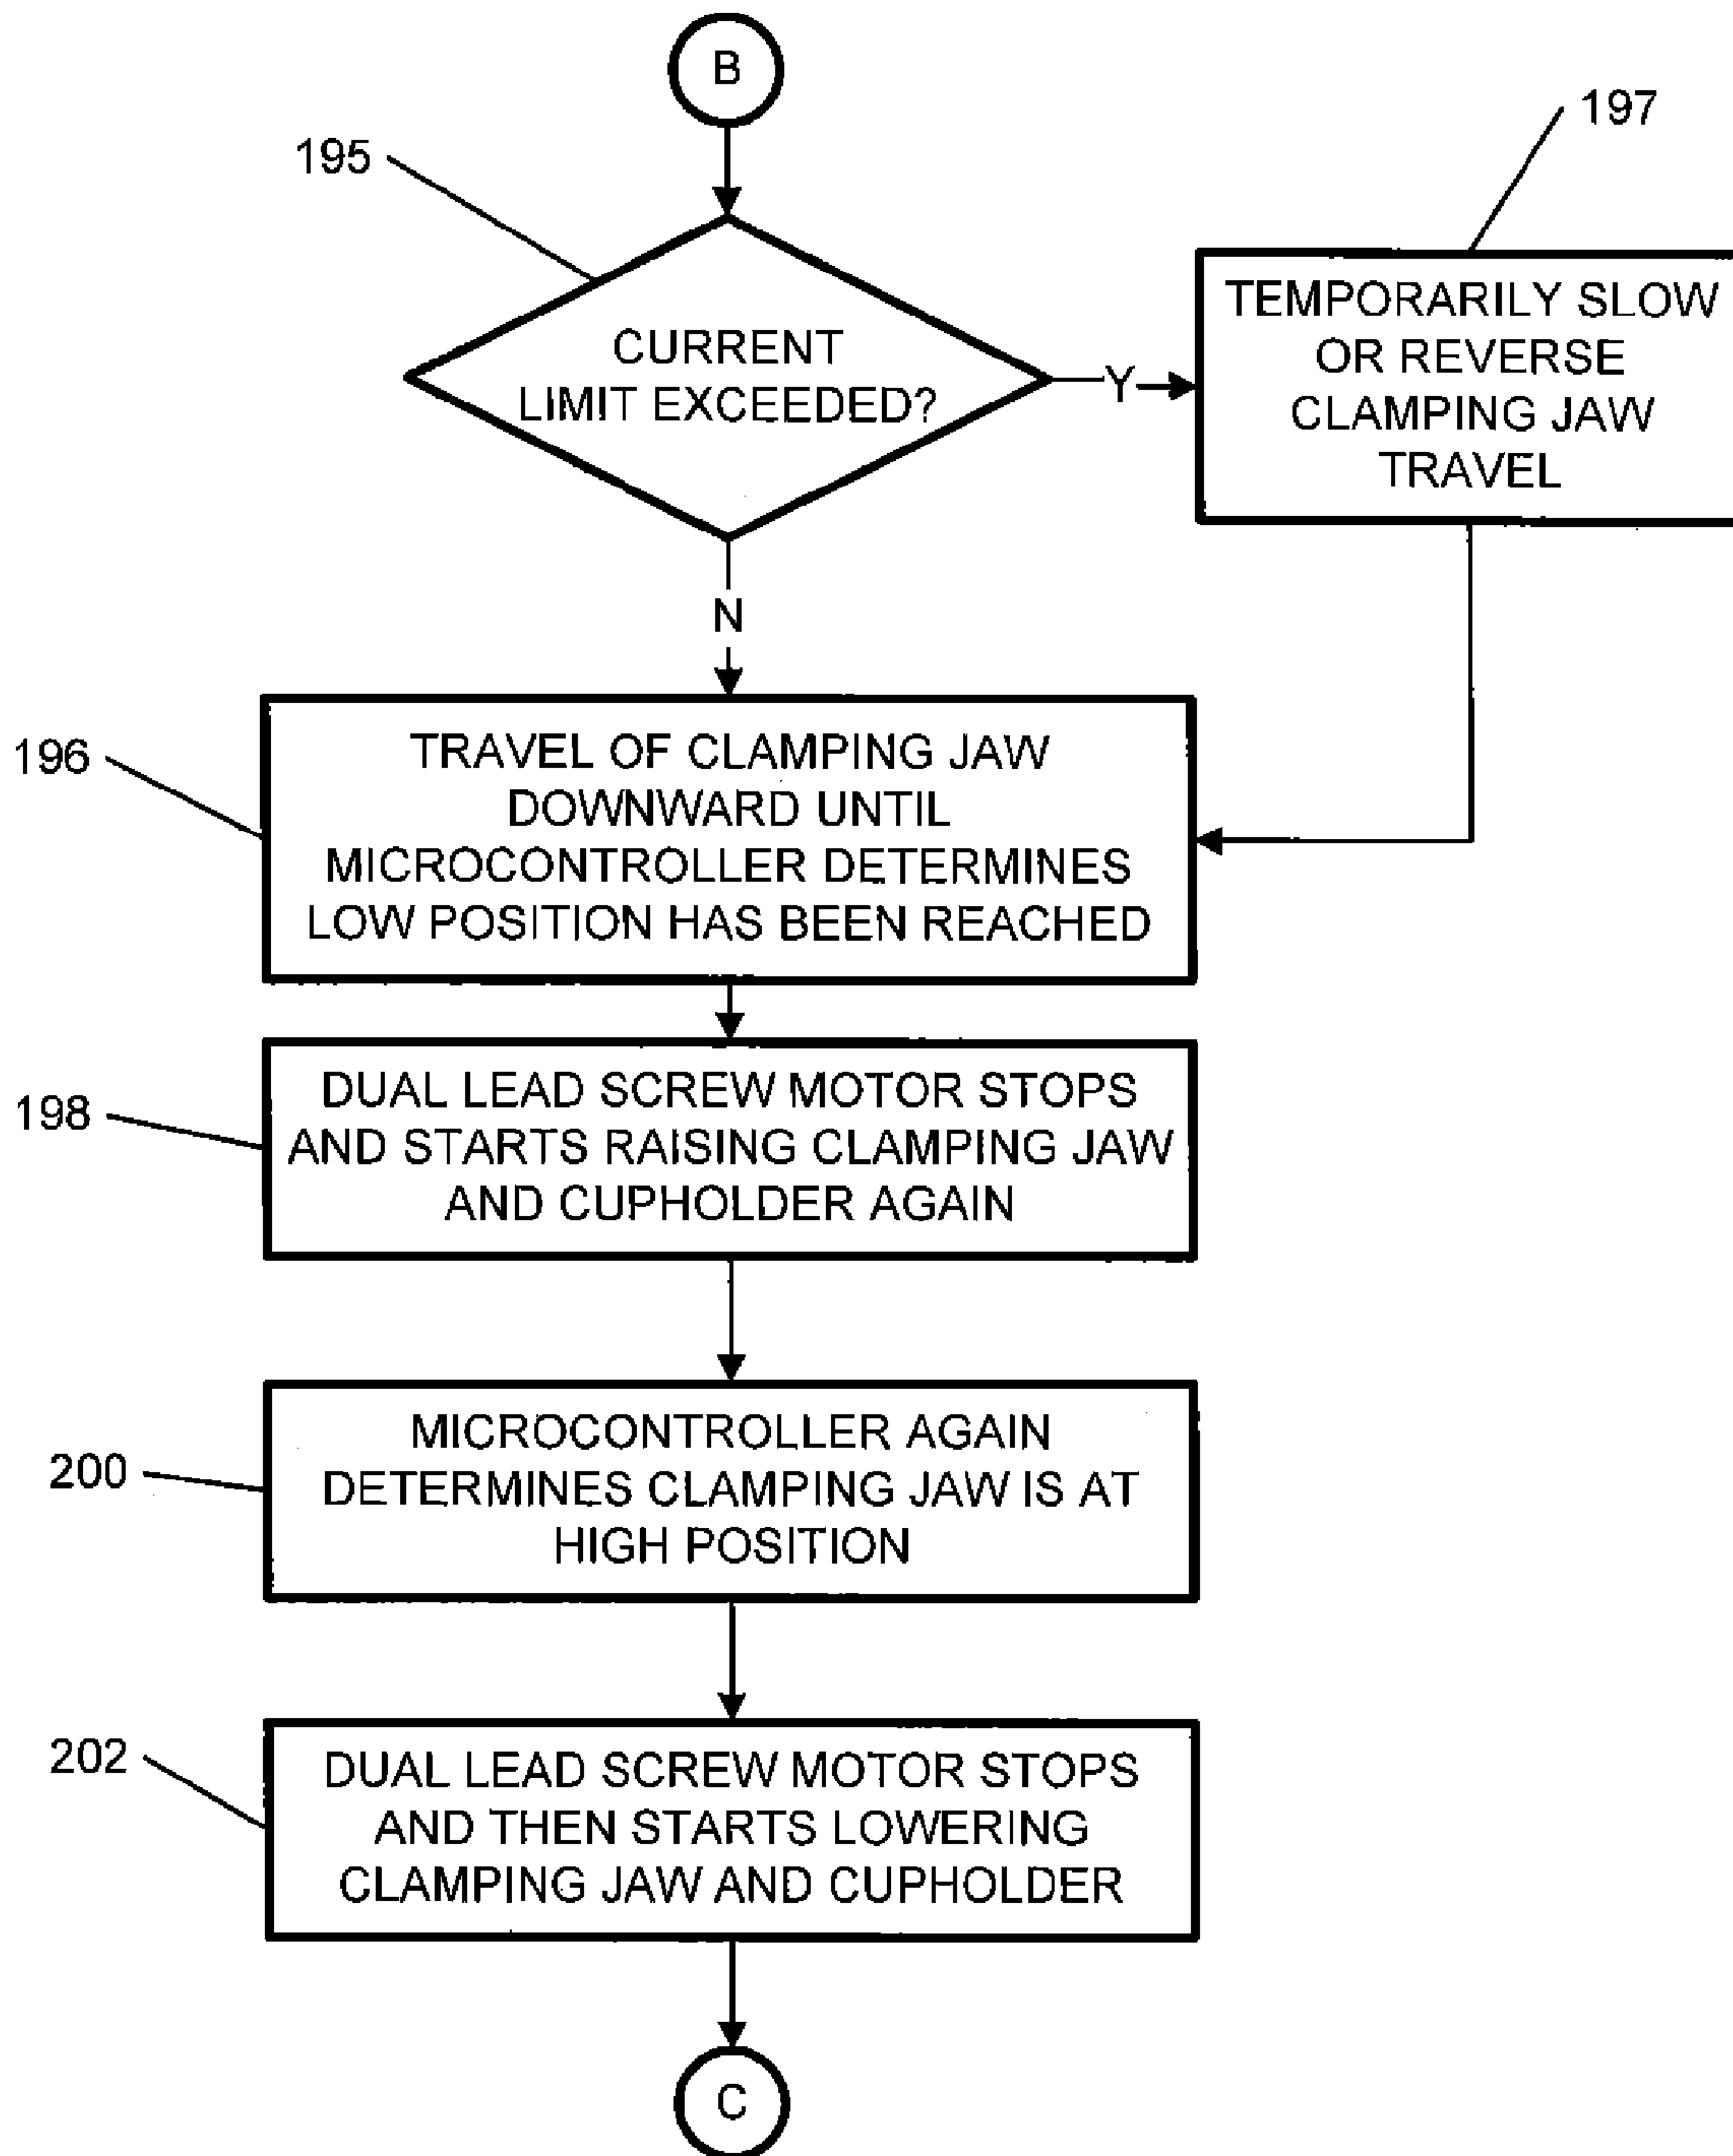 B
195
197
CURRENT
LIMIT EXCEEDED?
Y
TEMPORARILY SLOW
OR REVERSE
CLAMPING JAW
TRAVEL
N
196
TRAVEL OF CLAMPING JAW
DOWNWARD UNTIL
MICROCONTROLLER DETERMINES
LOW POSITION HAS BEEN REACHED
198
DUAL LEAD SCREW MOTOR STOPS
AND STARTS RAISING CLAMPING JAW
AND CUPHOLDER AGAIN
200
MICROCONTROLLER AGAIN
DETERMINES CLAMPING JAW IS AT
HIGH POSITION
202
DUAL LEAD SCREW MOTOR STOPS
AND THEN STARTS LOWERING
CLAMPING JAW AND CUPHOLDER
C